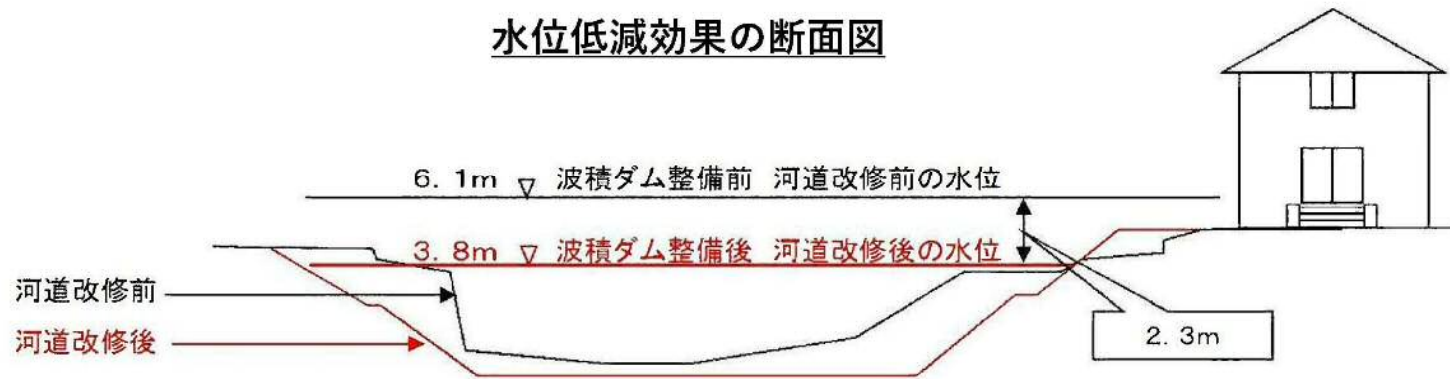 水位低減効果の断面図
6. 1m ▽ 波積ダム整備前 河道改修前の水位
3. 8m ▽ 波積ダム整備後 河道改修後の水位
河道改修前
河道改修後
2. 3m